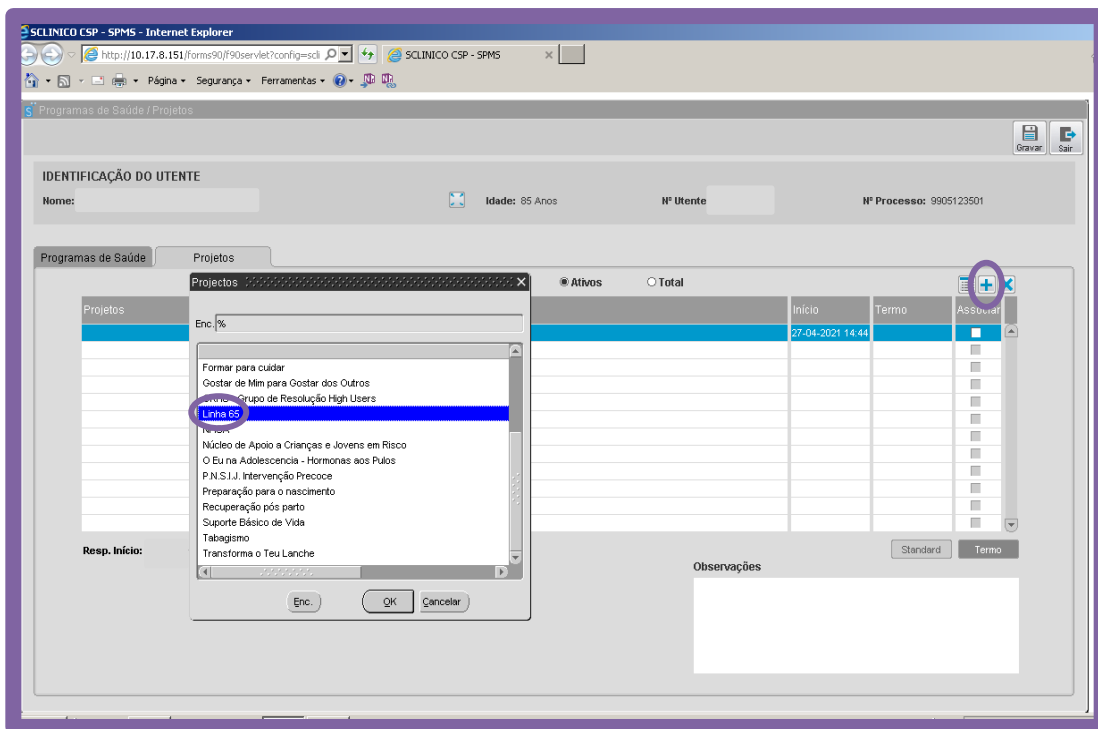 SCLINICO CSP - SPMS - Internet Explorer
http://10.17.8.151/forms90/f90servlet?config=scli
SCLINICO CSP - SPMS
Página
Segurança
Ferramentas
Programas de Saúde / Projetos
Gravar
Sair
IDENTIFICAÇÃO DO UTENTE
Nome:
Idade: 85 Anos
Nº Utente
Nº Processo: 9905123501
Programas de Saúde
Projetos
Projectos
Ativos
Total
Projetos
Início
Termo
Associar
27-04-2021 14:44
Enc. %
Formar para cuidar
Gostar de Mim para Gostar dos Outros
Grupo de Resolução High Users
Linha 65
Núcleo de Apoio a Crianças e Jovens em Risco
O Eu na Adolescencia - Hormonas aos Pulos
P.N.S.I.J. Intervenção Precoce
Preparação para o nascimento
Recuperação pós parto
Suporte Básico de Vida
Tabagismo
Transforma o Teu Lanche
Enc.
OK
Cancelar
Resp. Início:
Standard
Termo
Observações